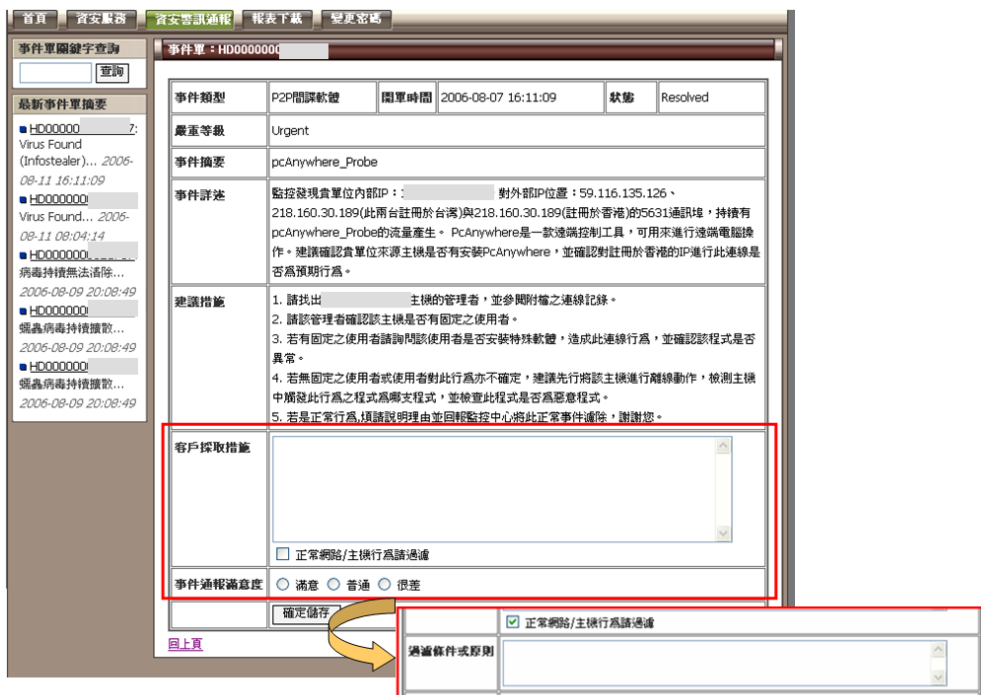 首頁 資安服務 資安警訊通報 報表下載 變更密碼
事件單關鍵字查詢
查詢
最新事件單摘要
HD00000 7:
Virus Found
(Infostealer)... 2006-
08-11 16:11:09
HD000000
Virus Found... 2006-
08-11 08:04:14
HD000000
病毒持續無法清除...
2006-08-09 20:08:49
HD000000
蠕蟲病毒持續擴散...
2006-08-09 20:08:49
HD000000
蠕蟲病毒持續擴散...
2006-08-09 20:08:49
事件單:HD0000000
事件類型 P2P間諜軟體 開單時間 2006-08-07 16:11:09 狀態 Resolved
嚴重等級 Urgent
事件摘要 pcAnywhere_Probe
事件詳述 監控發現貴單位內部IP: 對外部IP位置:59.116.135.126、
218.160.30.189(此兩台註冊於台灣)與218.160.30.189(註冊於香港)的5631通訊埠,持續有
pcAnywhere_Probe的流量產生。 PcAnywhere是一款遠端控制工具,可用來進行遠端電腦操
作。建議確認貴單位來源主機是否有安裝PcAnywhere,並確認對註冊於香港的IP進行此連線是
否為預期行為。
建議措施 1. 請找出 主機的管理者,並參閱附檔之連線記錄。
2. 請該管理者確認該主機是否有固定之使用者。
3. 若有固定之使用者請詢問該使用者是否安裝特殊軟體,造成此連線行為,並確認該程式是否
異常。
4. 若無固定之使用者或使用者對此行為亦不確定,建議先行將該主機進行離線動作,檢測主機
中觸發此行為之程式為哪支程式,並檢查此程式是否為惡意程式。
5. 若是正常行為,煩請說明理由並回報監控中心將此正常事件濾除,謝謝您。
客戶採取措施
正常網路/主機行為請過濾
事件通報滿意度 滿意 普通 很差
確定儲存
回上頁
正常網路/主機行為請過濾
過濾條件或原則